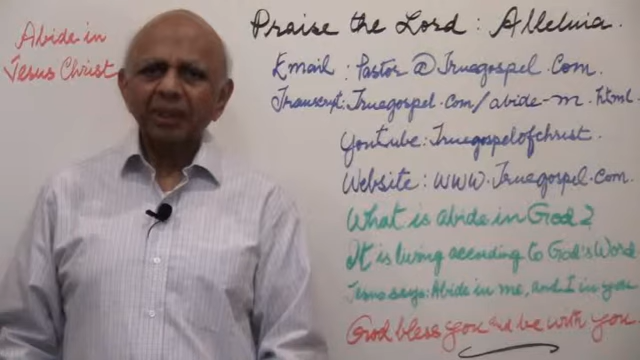 Abide in
Jesus Christ
Praise the Lord : Alleluia.
Email : Pastor@Truegospel.Com.
Transcript: Truegospel.com/abide-m.html
Youtube: Truegospelofchrist.
Website: www.Truegospel.com.
What is abide in God?
It is living according to God's Word
Jesus says: Abide in me, and I in you
God bless you and be with you.